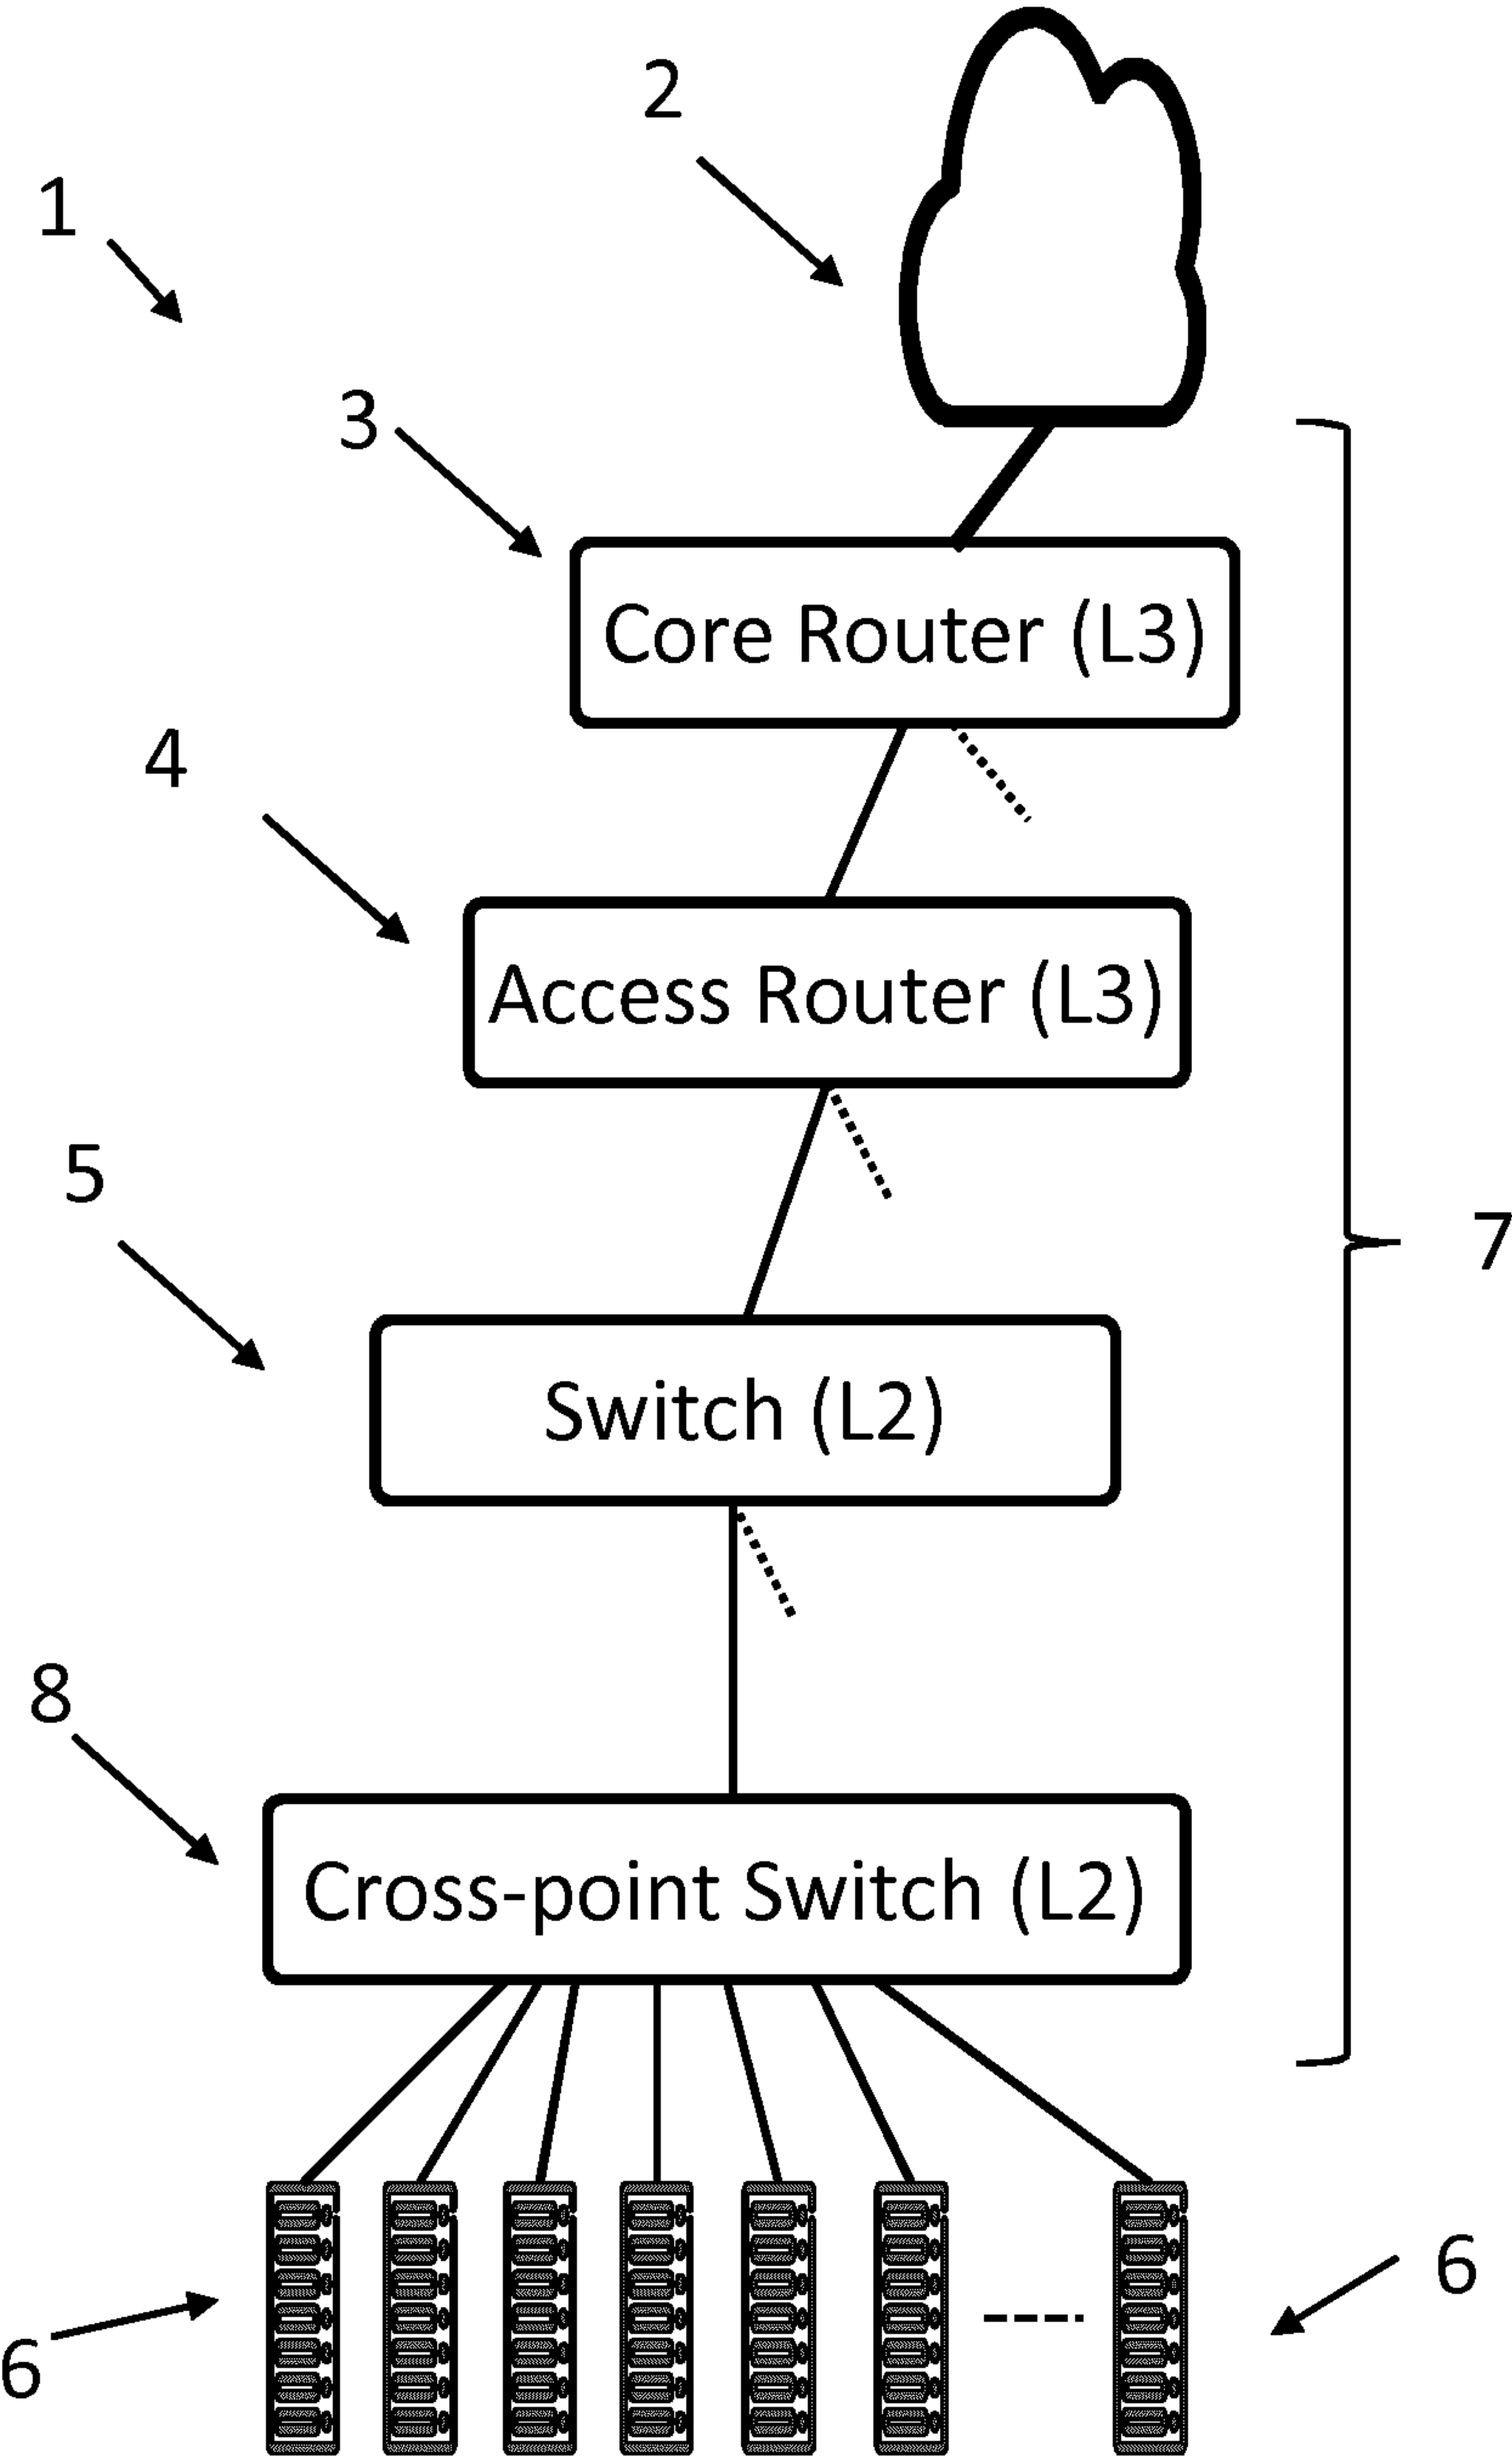 2
1
3
Core Router (L3)
4
Access Router (L3)
5
7
Switch (L2)
8
Cross-point Switch (L2)
6
6